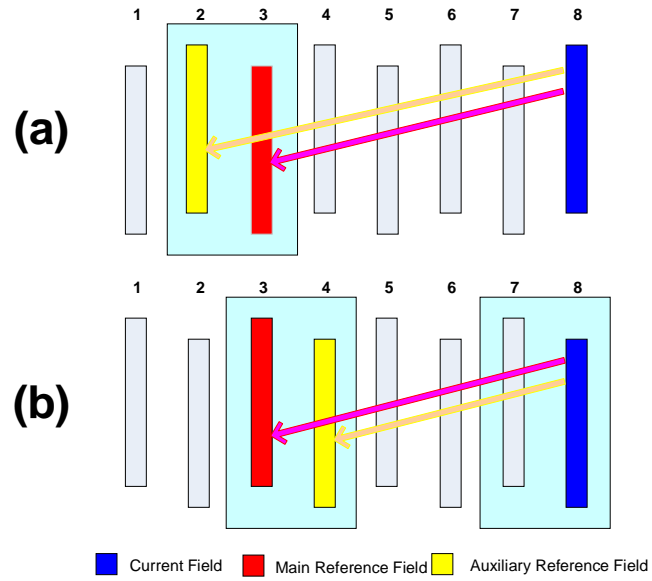 1 2 3 4 5 6 7 8
(a)
1 2 3 4 5 6 7 8
(b)
Current Field Main Reference Field Auxiliary Reference Field